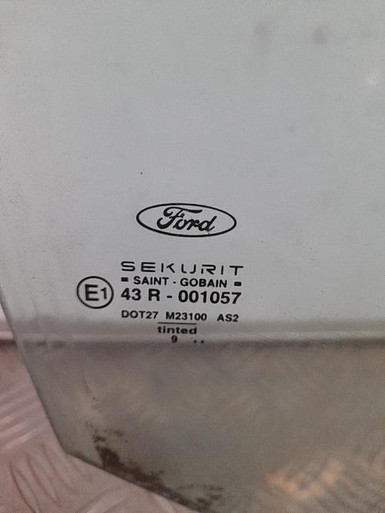 Ford
SEKURIT
SAINT - GOBAIN
E1 43 R - 001057
DOT27 M23100 AS2
tinted
9 ..